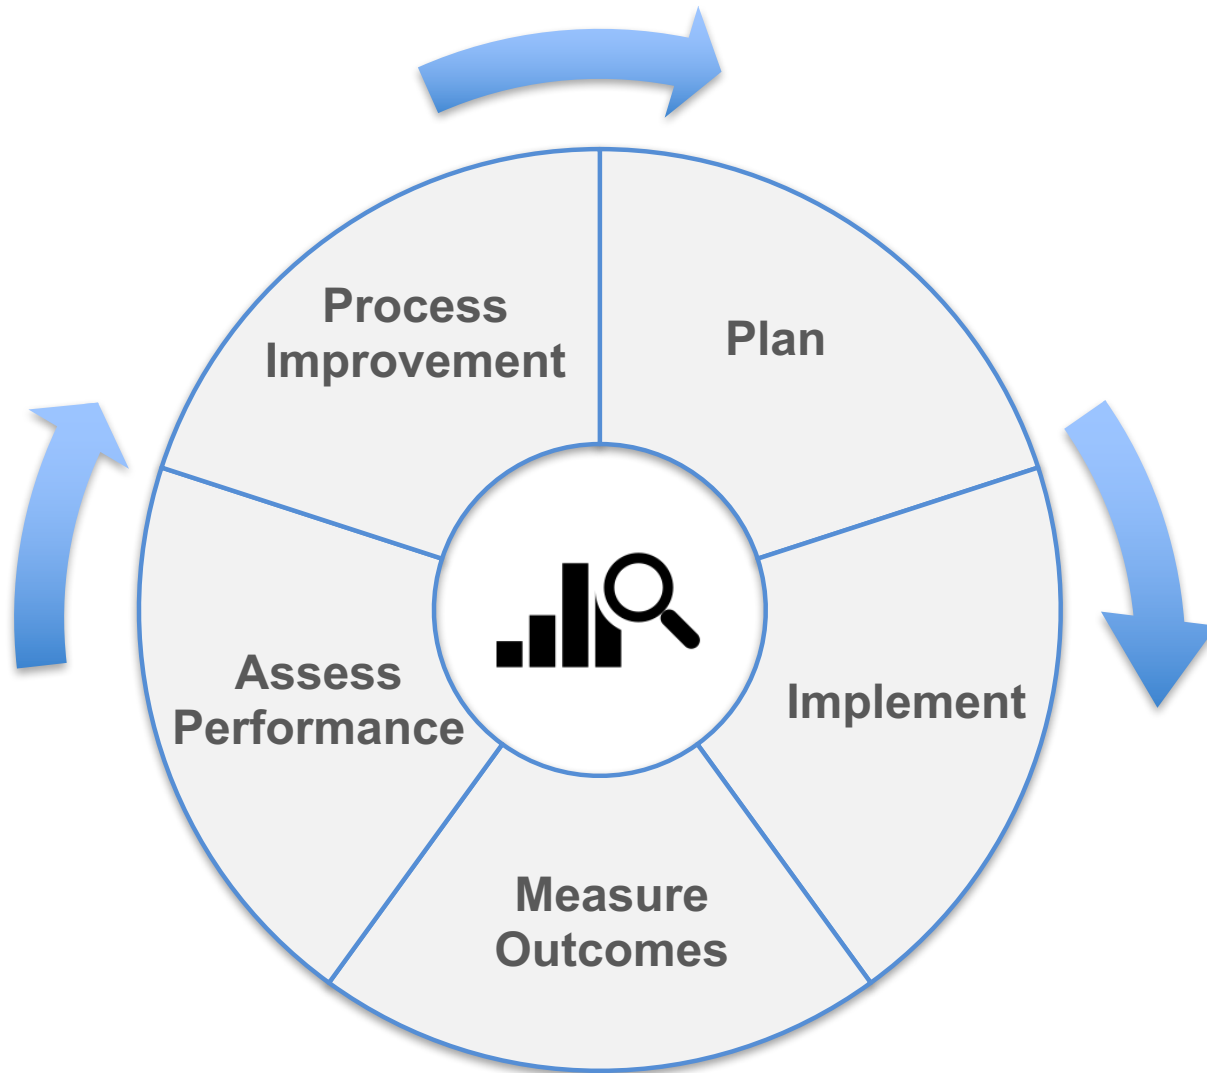 Process
Improvement
Plan
Implement
Measure
Outcomes
Assess
Performance